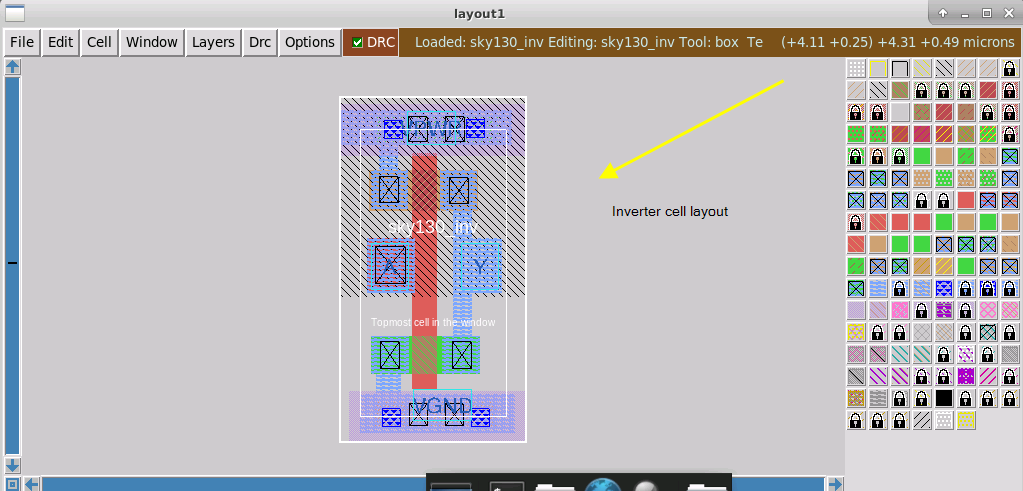 layout1
File Edit Cell Window Layers Drc Options DRC Loaded: sky130_inv Editing: sky130_inv Tool: box Te (+4.11 +0.25) +4.31 +0.49 microns
Inverter cell layout
sky130_inv
A Y
Topmost cell in the window
VGND